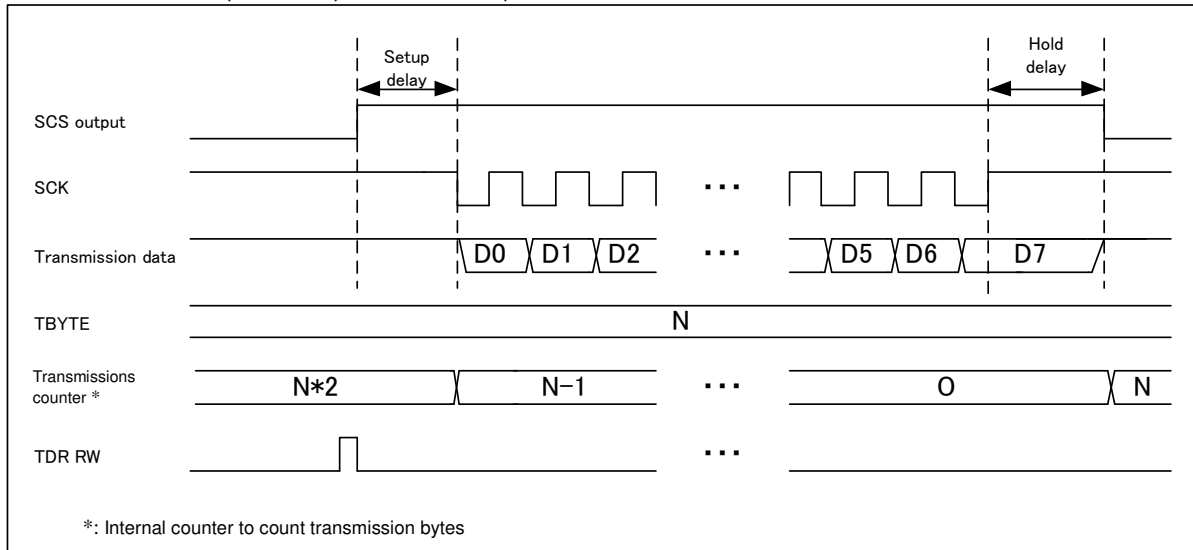 Setup
delay
Hold
delay
SCS output
SCK
...
Transmission data
D0 D1 D2 ... D5 D6 D7
TBYTE
N
Transmissions
counter *
N*2 N-1 ... O N
TDR RW
...
*: Internal counter to count transmission bytes